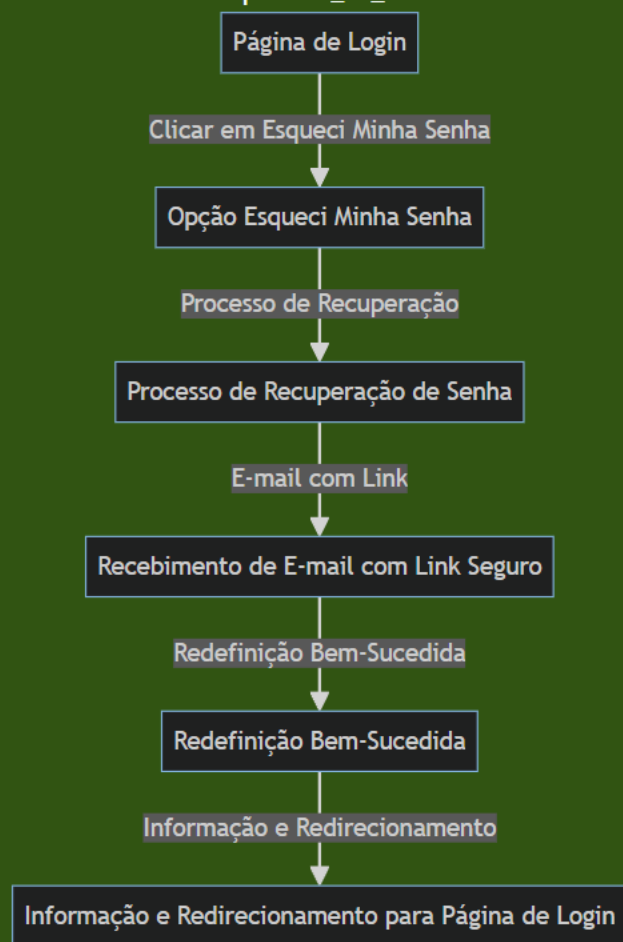 Página de Login
Clicar em Esqueci Minha Senha
Opção Esqueci Minha Senha
Processo de Recuperação
Processo de Recuperação de Senha
E-mail com Link
Recebimento de E-mail com Link Seguro
Redefinição Bem-Sucedida
Redefinição Bem-Sucedida
Informação e Redirecionamento
Informação e Redirecionamento para Página de Login